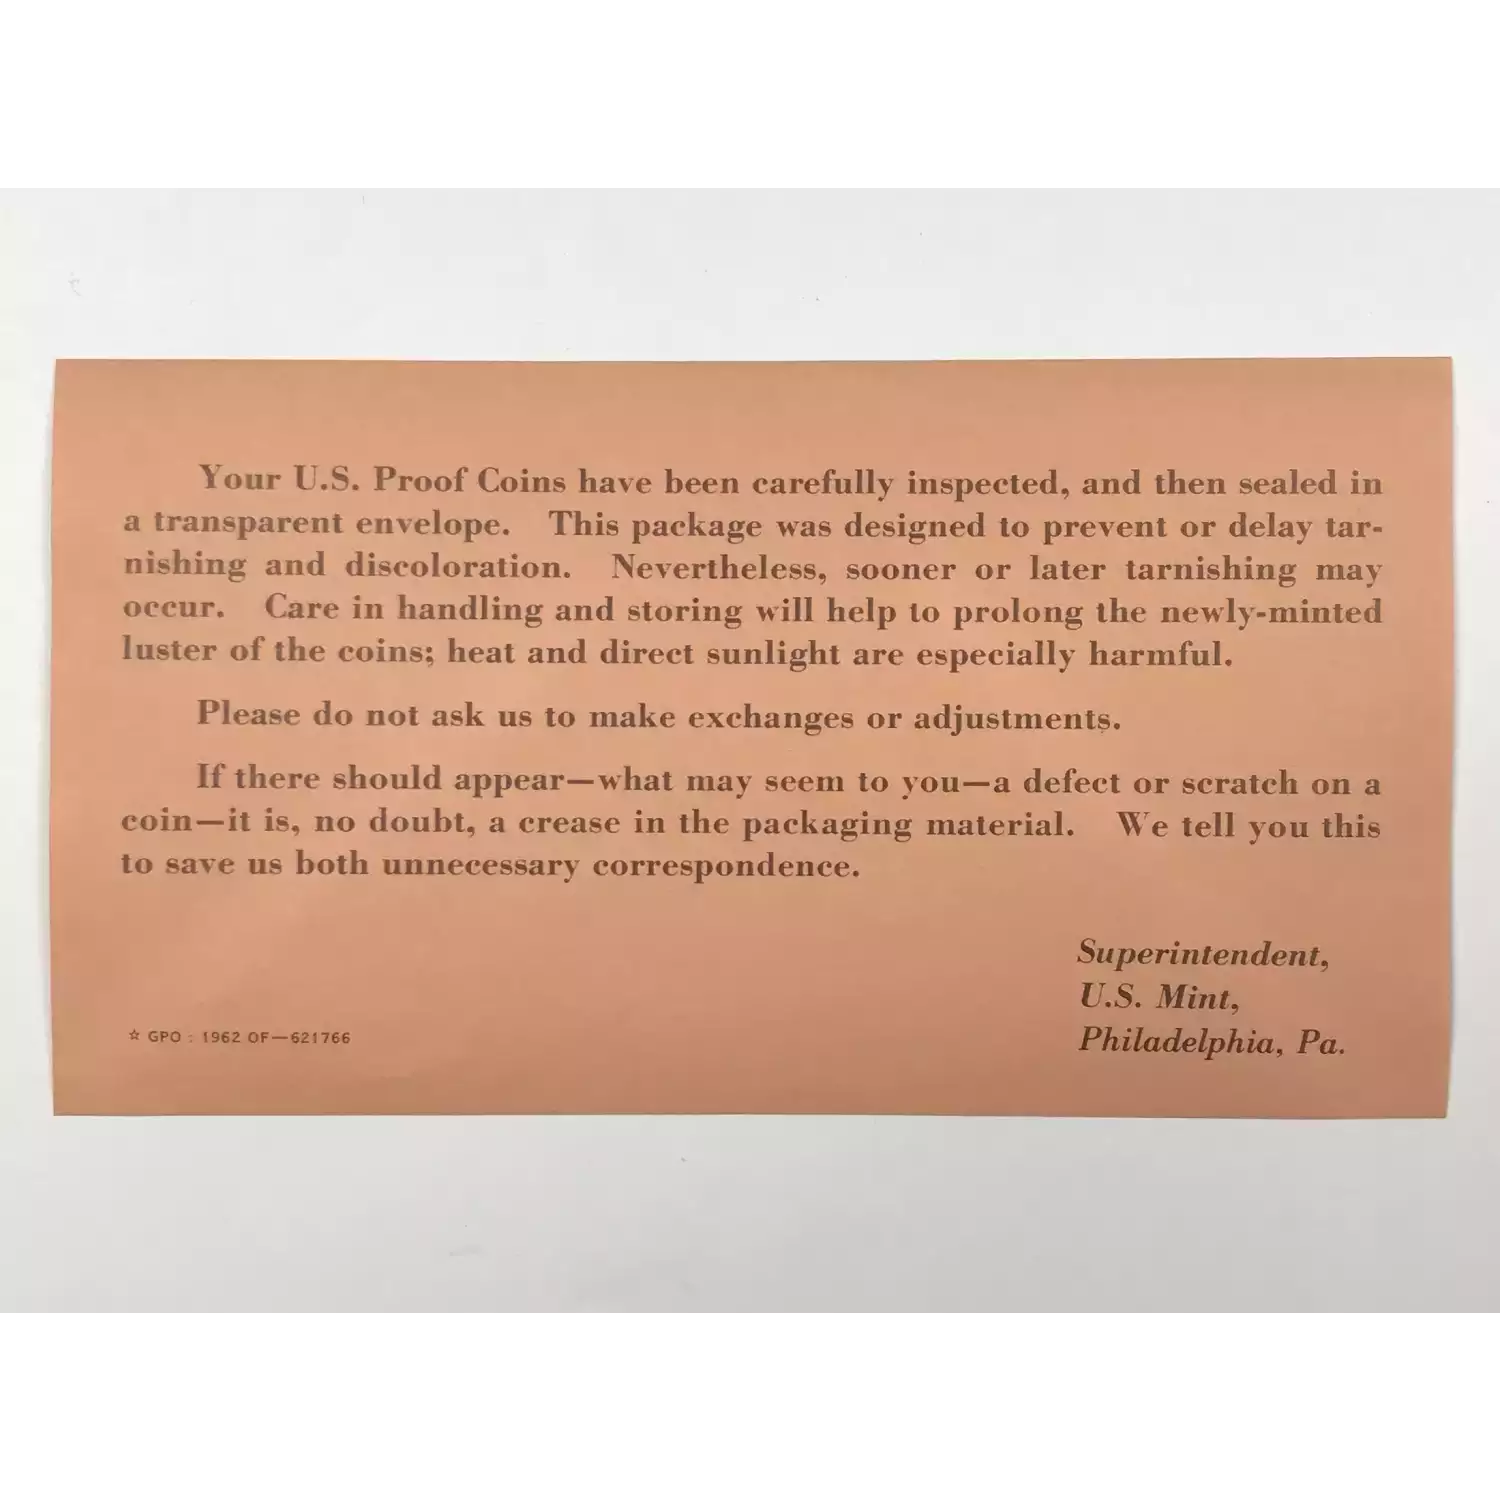 Your U.S. Proof Coins have been carefully inspected, and then sealed in
a transparent envelope. This package was designed to prevent or delay tar-
nishing and discoloration. Nevertheless, sooner or later tarnishing may
occur. Care in handling and storing will help to prolong the newly-minted
luster of the coins; heat and direct sunlight are especially harmful.
Please do not ask us to make exchanges or adjustments.
If there should appear—what may seem to you—a defect or scratch on a
coin—it is, no doubt, a crease in the packaging material. We tell you this
to save us both unnecessary correspondence.
Superintendent,
U.S. Mint,
Philadelphia, Pa.
☆ GPO : 1962 OF—621766